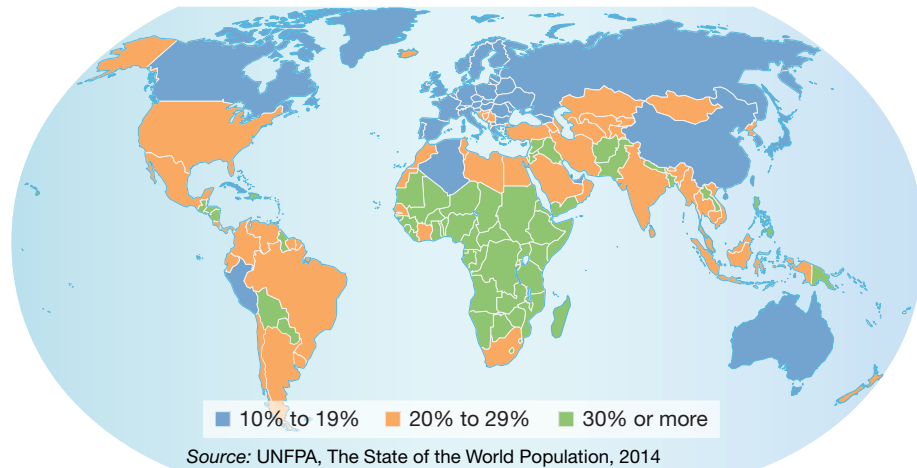 10% to 19% 20% to 29% 30% or more
Source: UNFPA, The State of the World Population, 2014